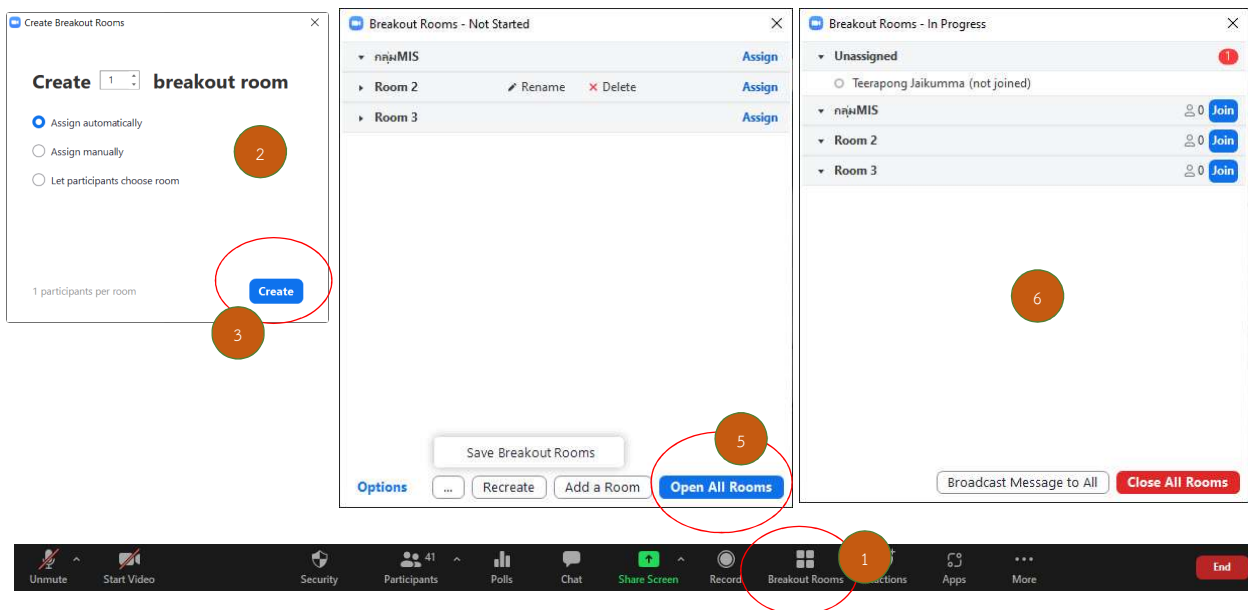 Create Breakout Rooms
Create 1 breakout room
Assign automatically
Assign manually
Let participants choose room
2
1 participants per room
Create
3
Breakout Rooms - Not Started
กลุ่มMIS Assign
Room 2 Rename Delete Assign
Room 3 Assign
5
Save Breakout Rooms
Options ... Recreate Add a Room Open All Rooms
Breakout Rooms - In Progress
Unassigned 1
Teerapong Jaikumma (not joined)
กลุ่มMIS 0 Join
Room 2 0 Join
Room 3 0 Join
6
Broadcast Message to All Close All Rooms
41
1
Unmute Start Video Security Participants Polls Chat Share Screen Record Breakout Rooms actions Apps More End